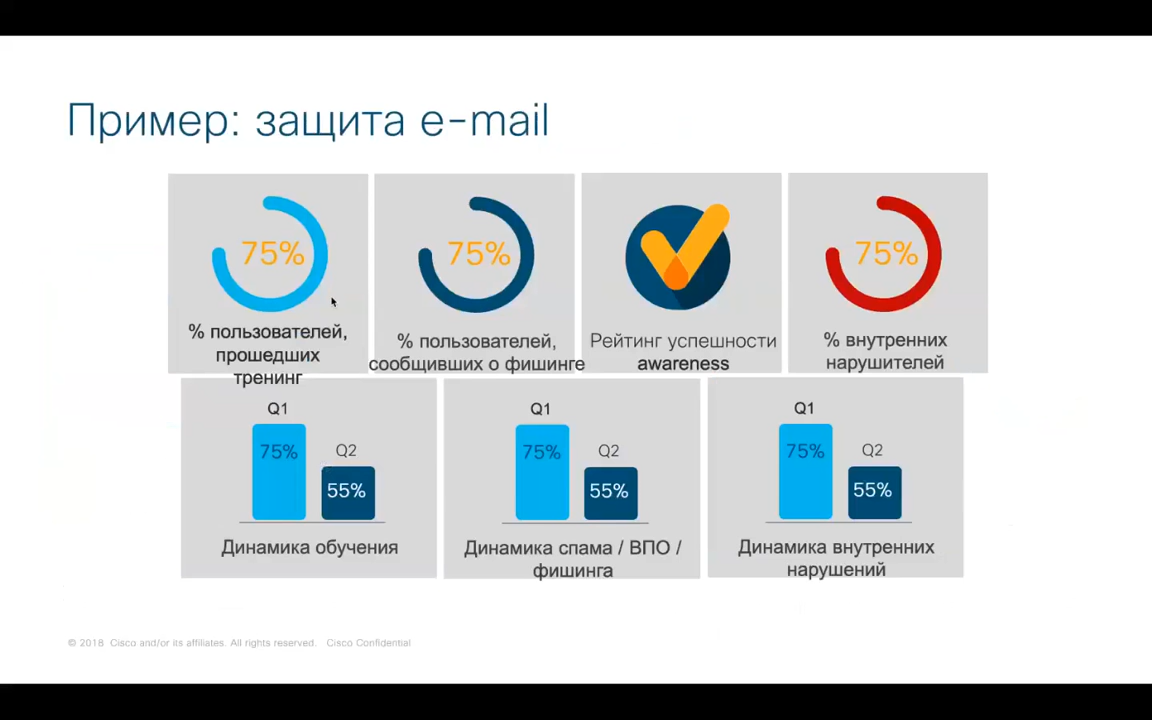 Пример: защита e-mail
75%
% пользователей,
прошедших
тренинг
75%
% пользователей,
сообщивших о фишинге
Рейтинг успешности
awareness
75%
% внутренних
нарушителей
Q1
75%
Q2
55%
Динамика обучения
Q1
75%
Q2
55%
Динамика спама / ВПО /
фишинга
Q1
75%
Q2
55%
Динамика внутренних
нарушений
© 2018 Cisco and/or its affiliates. All rights reserved. Cisco Confidential